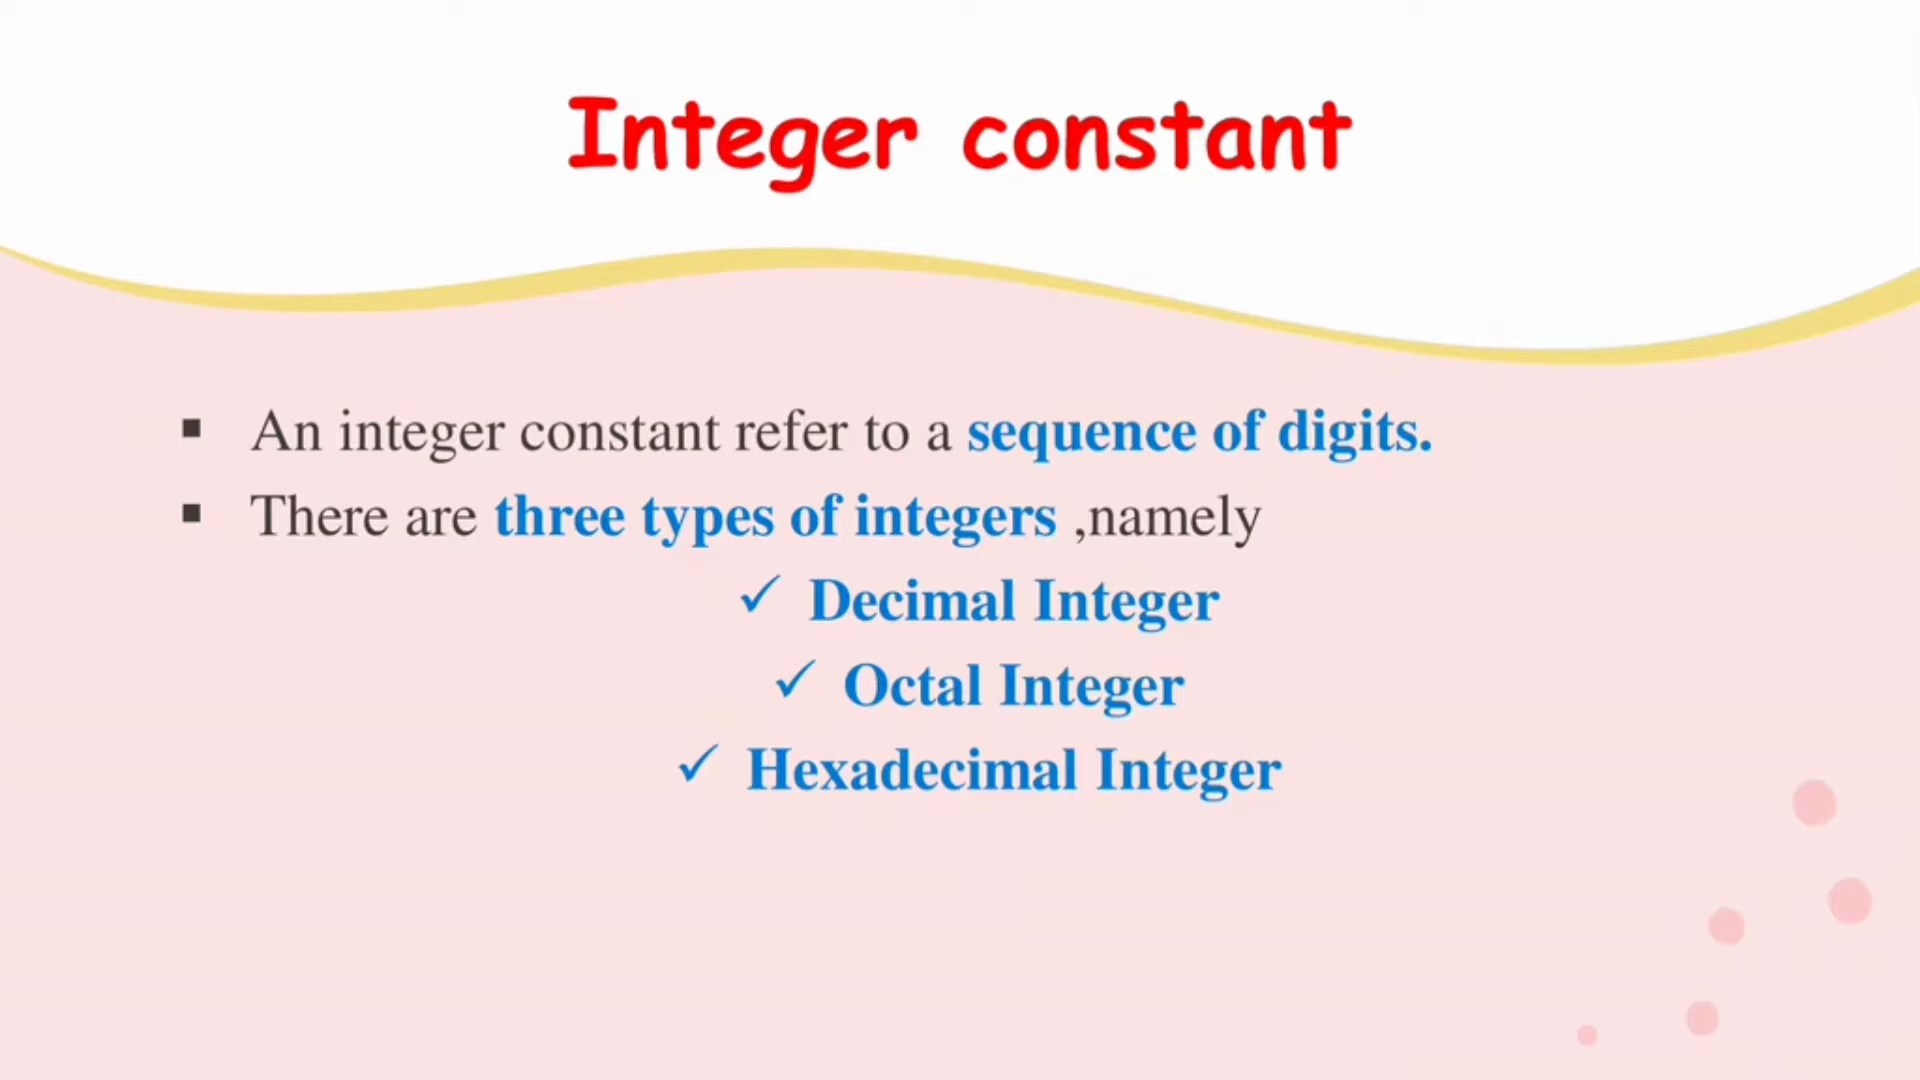 Integer constant
▪ An integer constant refer to a sequence of digits.
▪ There are three types of integers ,namely
✓ Decimal Integer
✓ Octal Integer
✓ Hexadecimal Integer